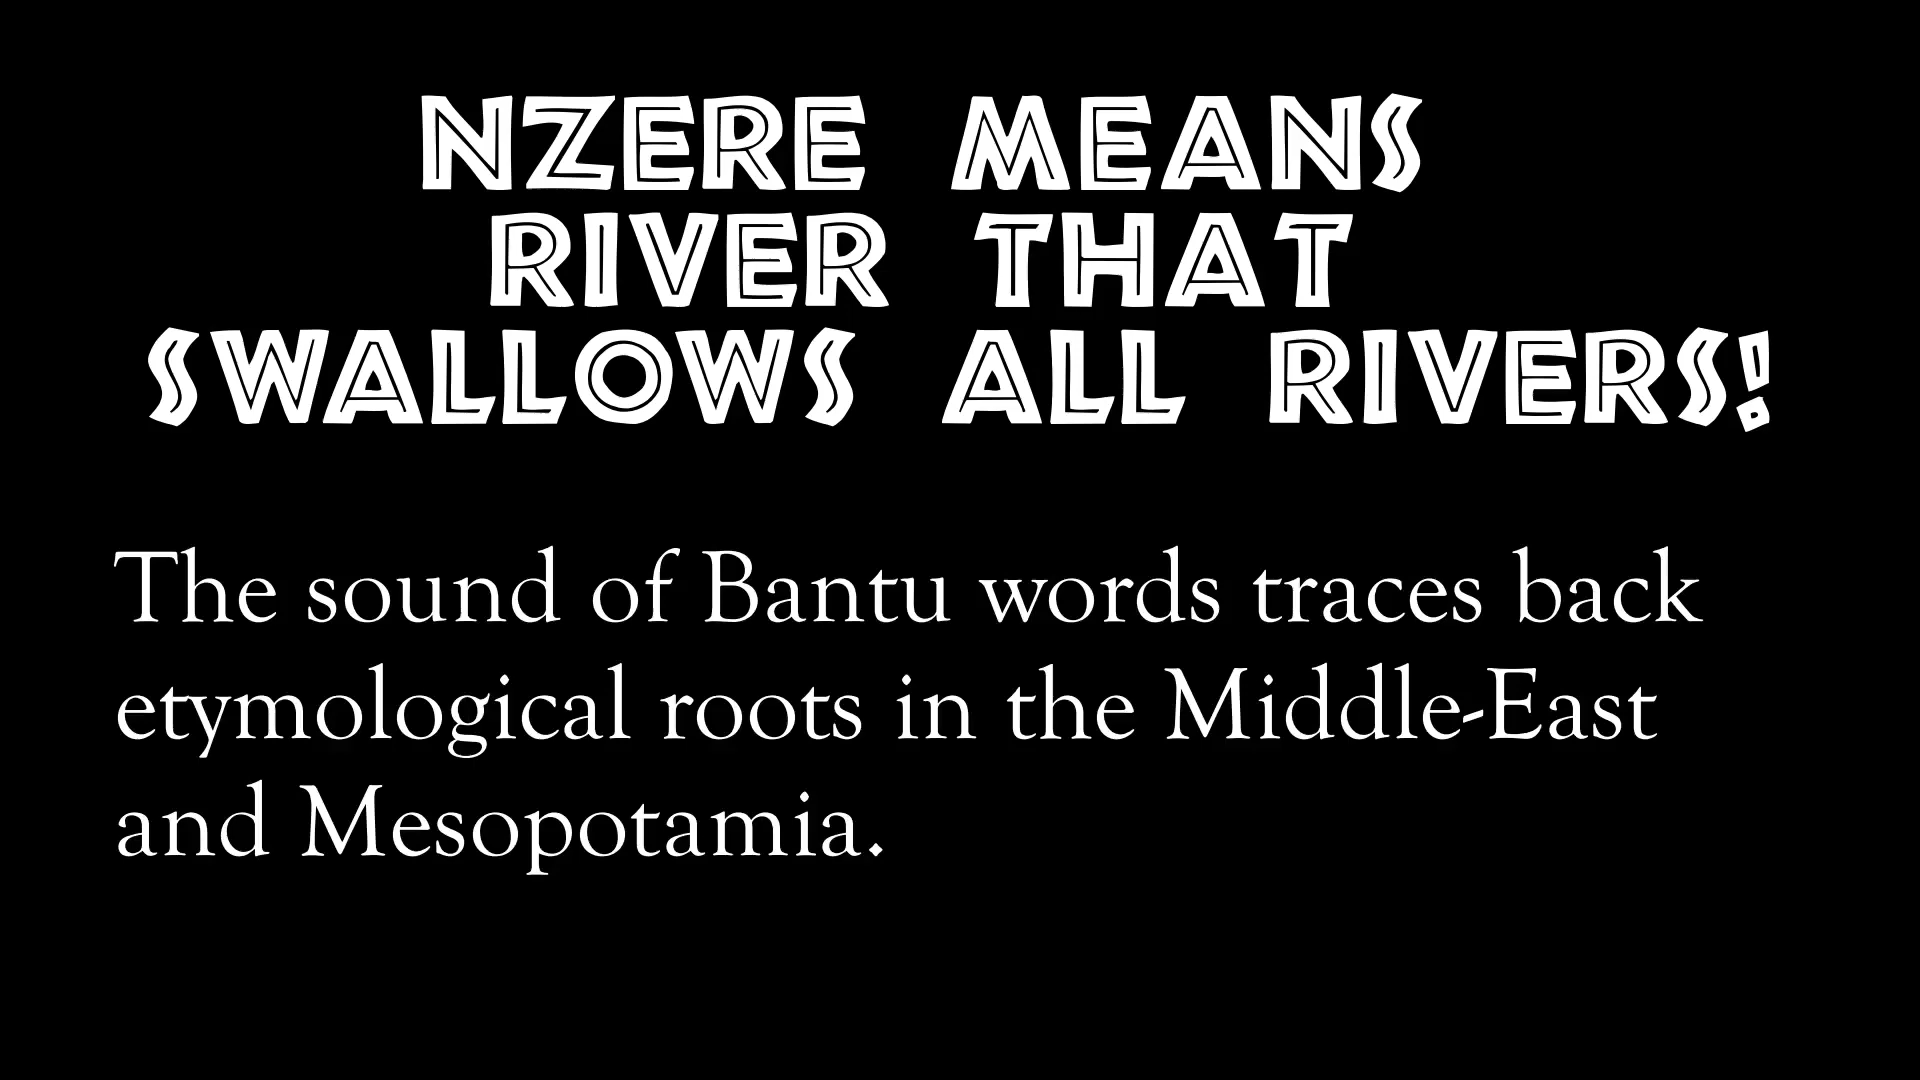 NZERE MEANS
RIVER THAT
SWALLOWS ALL RIVERS!
The sound of Bantu words traces back
etymological roots in the Middle-East
and Mesopotamia.